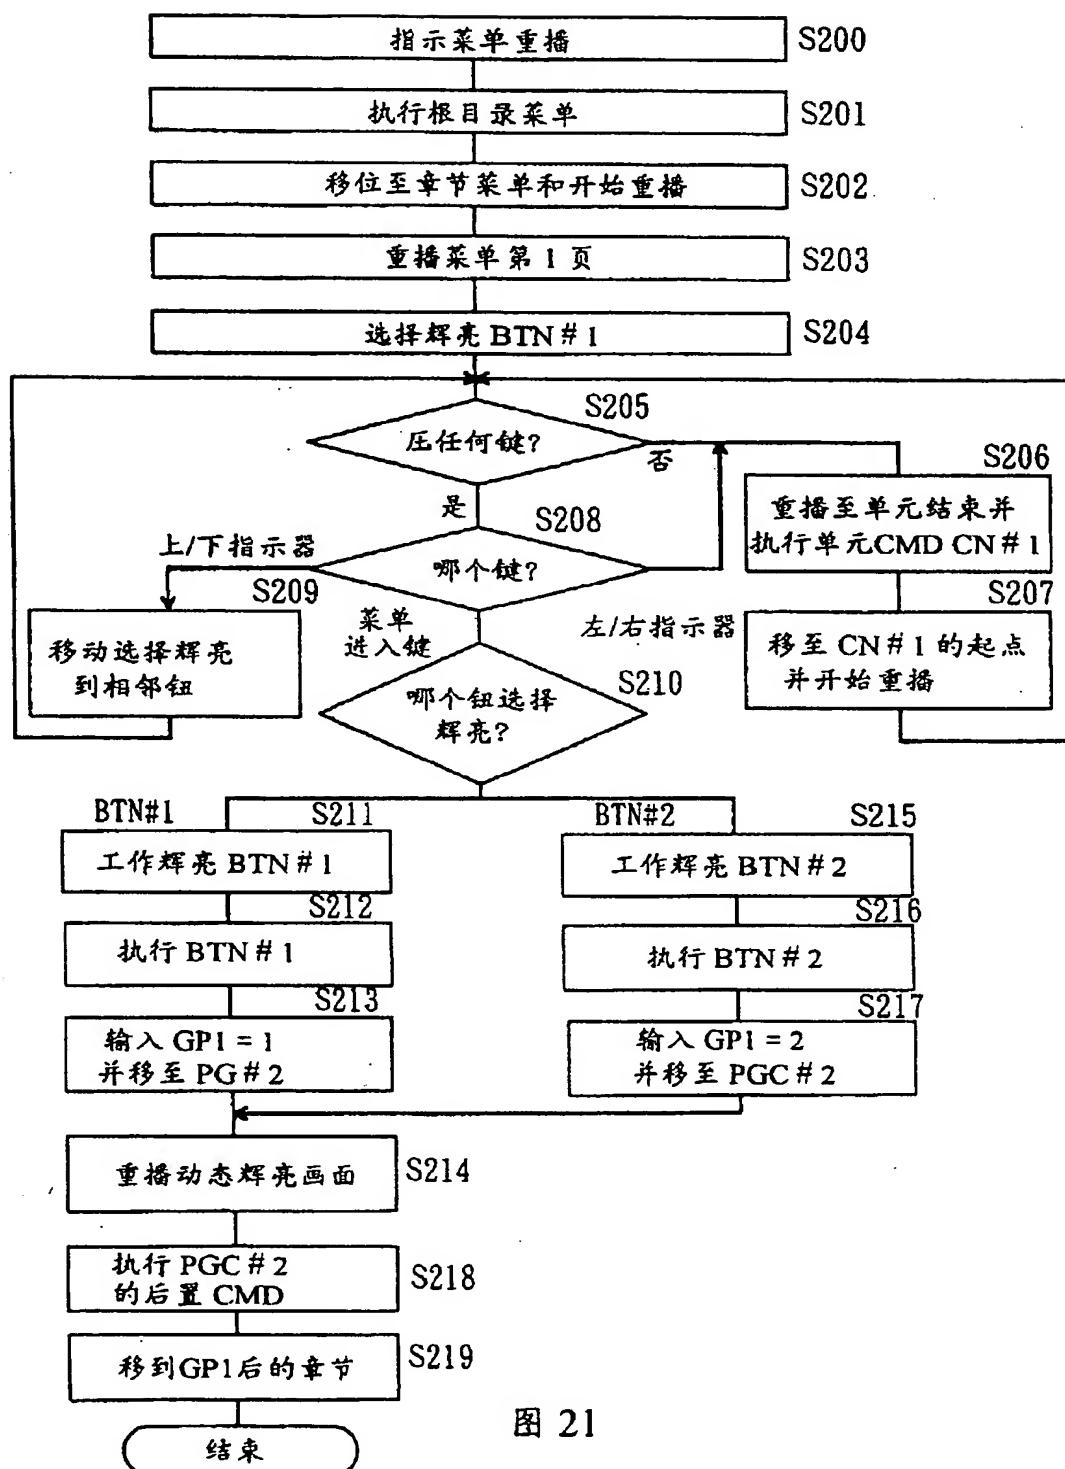 指示菜单重播 S200
执行根目录菜单 S201
移位至章节菜单和开始重播 S202
重播菜单第1页 S203
选择辉亮 BTN#1 S204
S205
压任何键?
否
是
S206
重播至单元结束并
执行单元CMD CN#1
S207
移至 CN#1 的起点
并开始重播
S208
哪个键?
上/下指示器
S209
移动选择辉亮
到相邻钮
菜单
进入键
左/右指示器
S210
哪个钮选择
辉亮?
BTN#1 S211
工作辉亮 BTN#1
S212
执行 BTN#1
S213
输入 GP1=1
并移至 PG#2
BTN#2 S215
工作辉亮 BTN#2
S216
执行 BTN#2
S217
输入 GP1=2
并移至 PGC#2
重播动态辉亮画面 S214
执行 PGC#2
的后置 CMD
S218
移到GP1后的章节 S219
结束
图 21